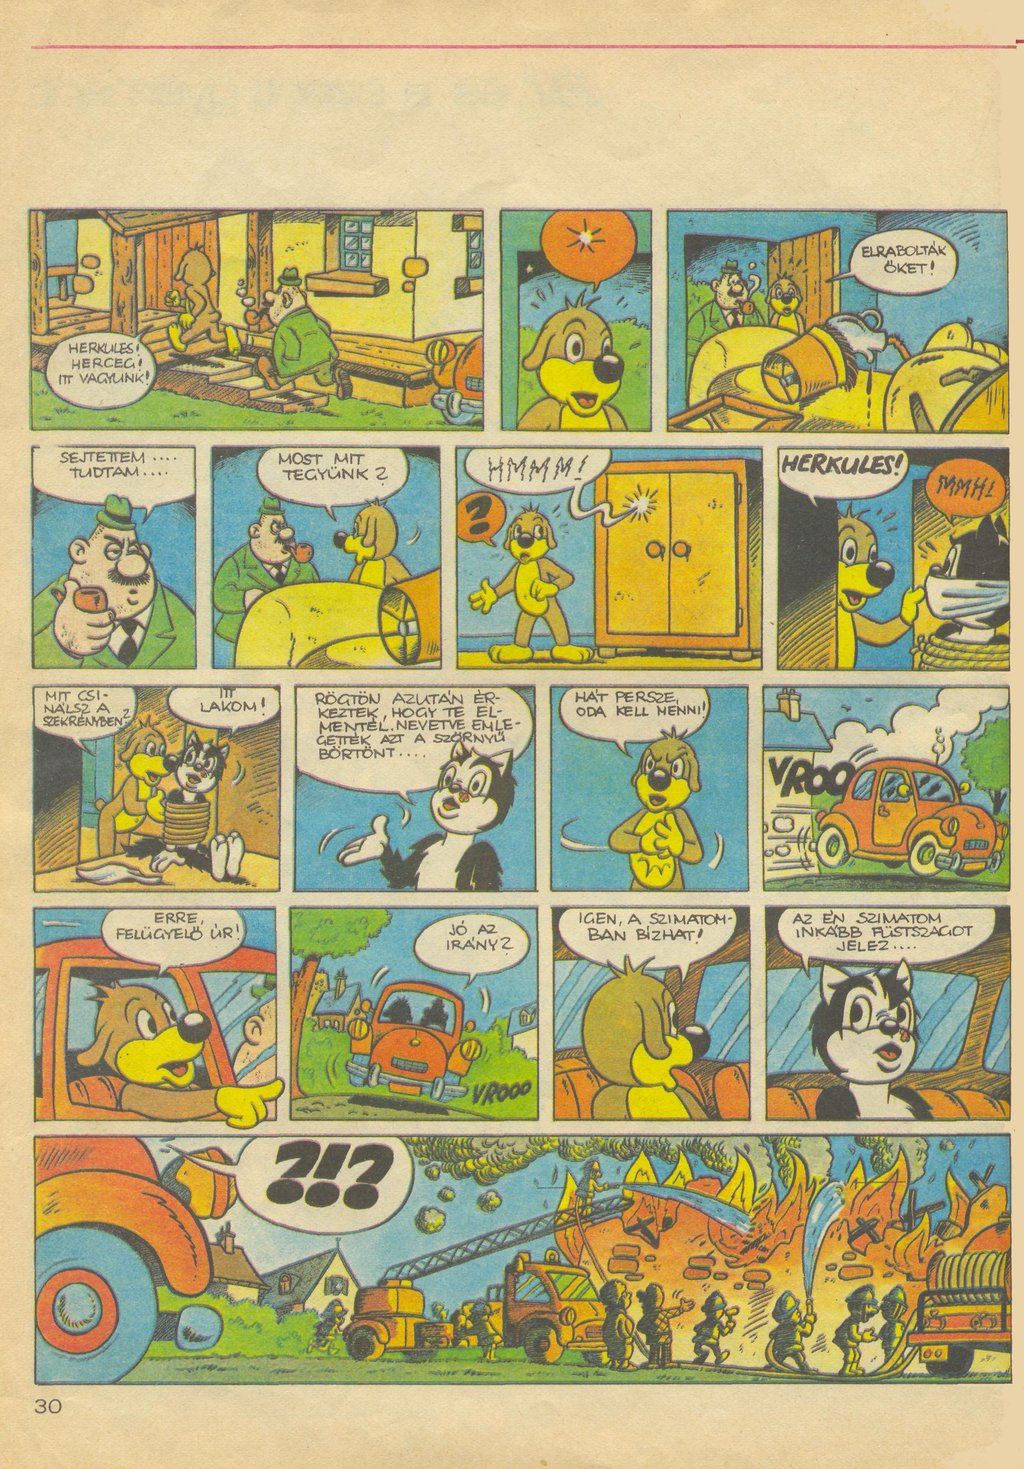 HERKULES!
HERCEG!
ITT VAGYUNK!
ELRABOLTÁK
ŐKET!
SEJTETTEM....
TUDTAM....
MOST MIT
TEGYÜNK?
?
HMMM!
HERKULES!
MMH!
MIT CSI-
NÁLSZ A
SZEKRÉNYBEN?
ITT
LAKOM!
RÖGTÖN AZUTÁN ÉR-
KEZTEK, HOGY TE EL-
MENTÉL. NEVETVE EMLE-
GETTÉK AZT A SZÖRNYŰ
BÖRTÖNT....
HÁT PERSZE,
ODA KELL MENNI!
VROOO
ERRE,
FELÜGYELŐ ÚR!
JÓ AZ
IRÁNY?
VROOO
IGEN, A SZIMATOM-
BAN BÍZHAT!
AZ ÉN SZIMATOM
INKÁBB FÜSTSZAGOT
JELEZ....
?!?
30